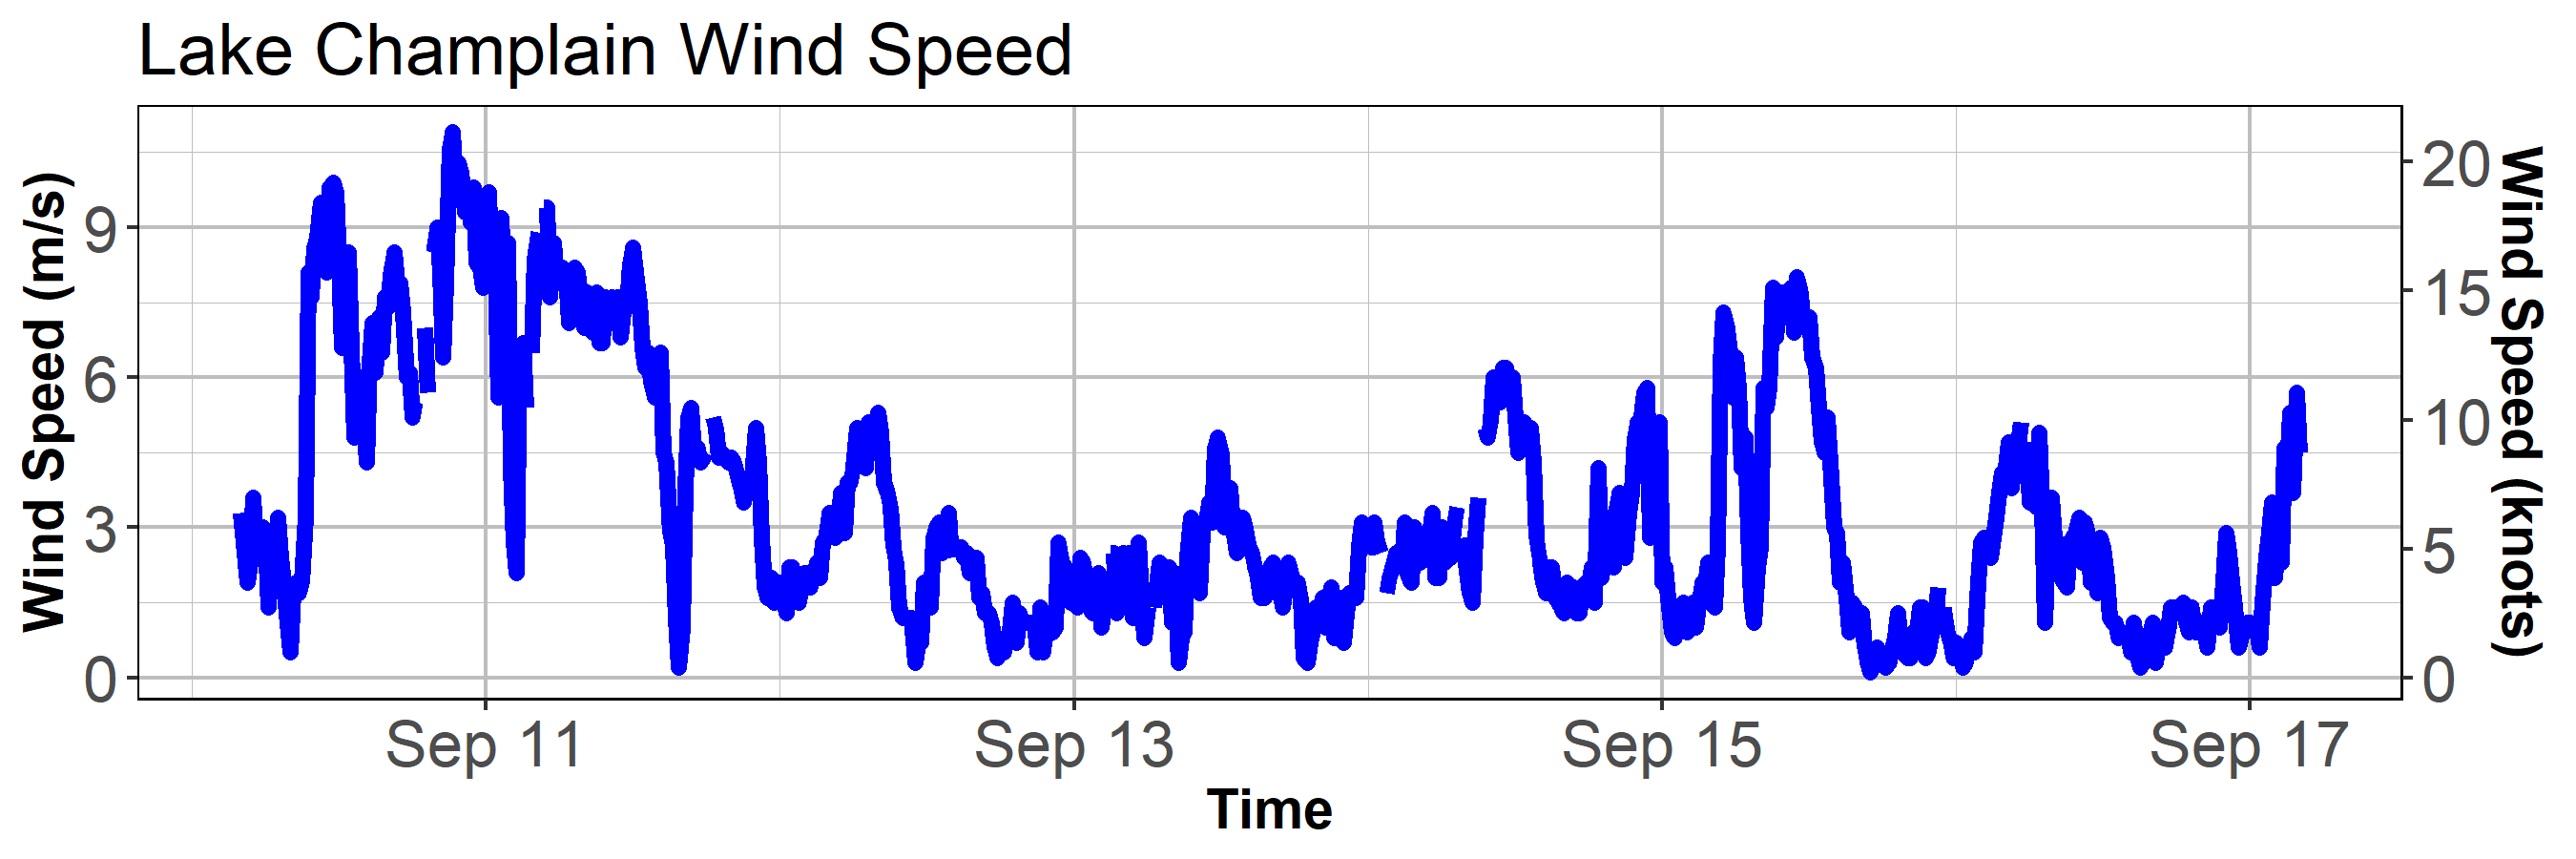 Lake Champlain Wind Speed
Wind Speed (m/s)
9
6
3
0
20
15
10
5
0
Wind Speed (knots)
Sep 11
Sep 13
Sep 15
Sep 17
Time